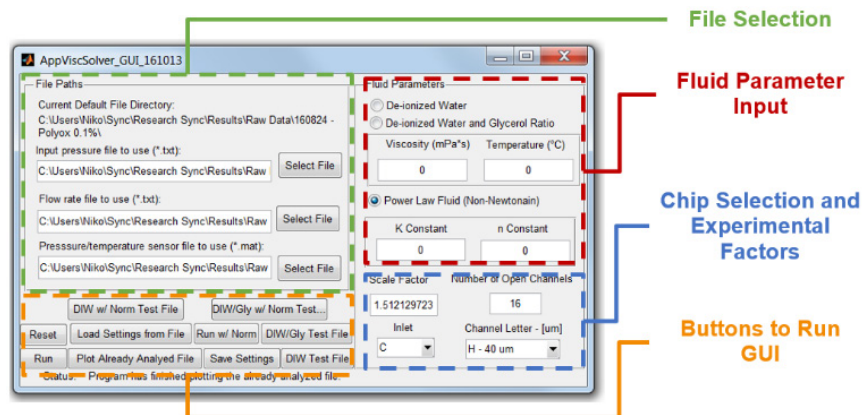 File Selection
AppViscSolver_GUI_161013
File Paths
Current Default File Directory:
C:\Users\Niko\Sync\Research Sync\Results\Raw Data\160824 -
Polyox 0.1%\
Input pressure file to use (*.txt):
C:\Users\Niko\Sync\Research Sync\Results\Raw
Select File
Flow rate file to use (*.txt):
C:\Users\Niko\Sync\Research Sync\Results\Raw
Select File
Presssure/temperature sensor file to use (*.mat):
C:\Users\Niko\Sync\Research Sync\Results\Raw
Select File
DIW w/ Norm Test File
DIW/Gly w/ Norm Test...
Reset
Load Settings from File
Run w/ Norm
DIW/Gly Test File
Run
Plot Already Analyed File
Save Settings
DIW Test File
Status: Program has finished plotting the already analyzed file.
Fluid Parameters
De-ionized Water
De-ionized Water and Glycerol Ratio
Viscosity (mPa*s)
Temperature (°C)
0
0
Power Law Fluid (Non-Newtonain)
K Constant
n Constant
0
0
Scale Factor
Number of Open Channels
1.512129723
16
Inlet
Channel Letter - [um]
C
H - 40 um
Fluid Parameter
Input
Chip Selection and
Experimental
Factors
Buttons to Run
GUI